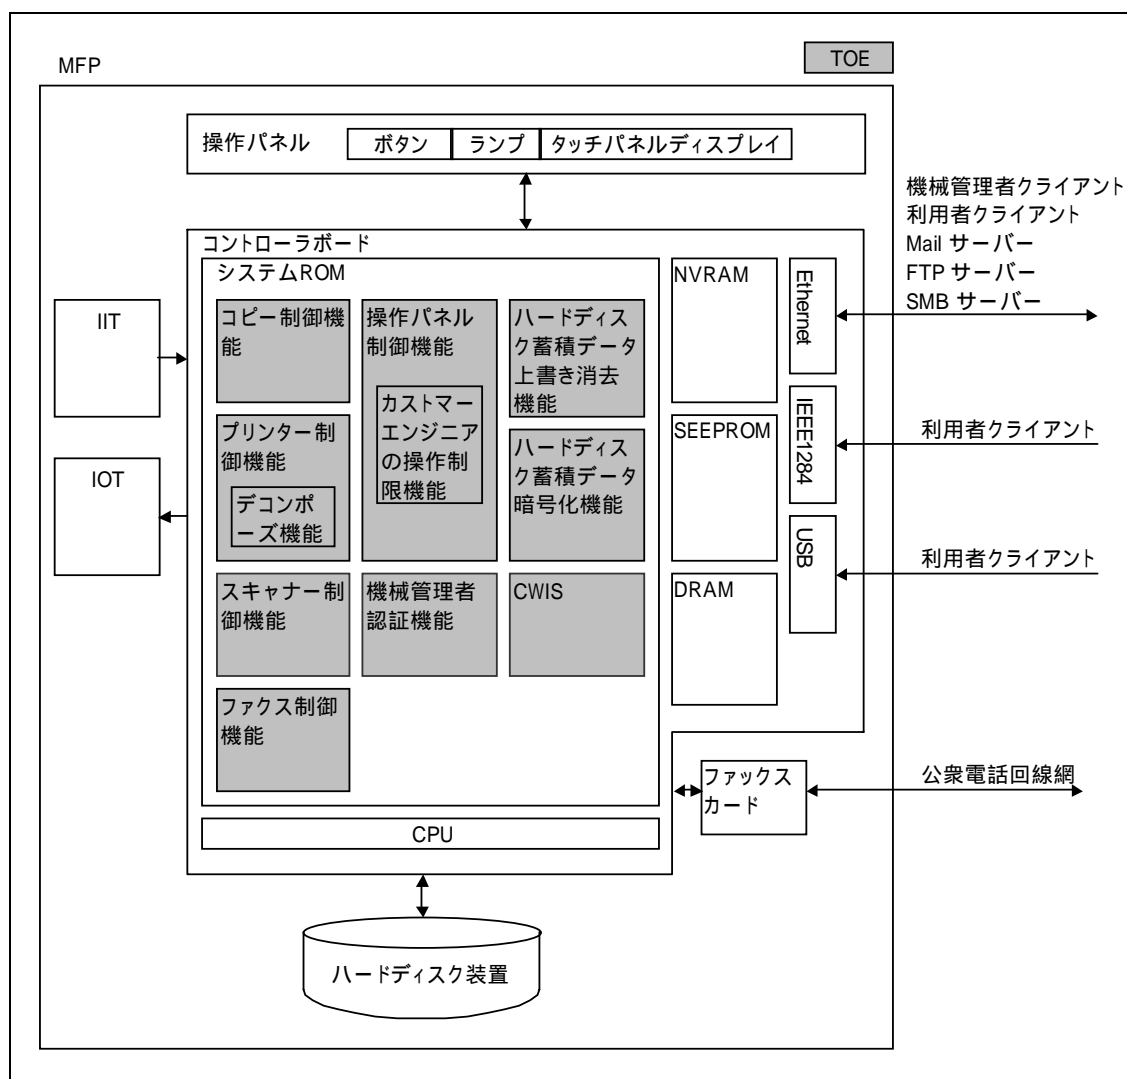 MFP
TOE
操作パネル
ボタン
ランプ
タッチパネルディスプレイ
機械管理者クライアント
利用者クライアント
Mail サーバー
FTP サーバー
SMB サーバー
コントローラボード
システムROM
NVRAM
Ethernet
IIT
コピー制御機
能
操作パネル
制御機能
カストマー
エンジニア
の操作制
限機能
ハードディス
ク蓄積データ
上書き消去
機能
SEEPROM
IEEE1284
利用者クライアント
IOT
プリンター制
御機能
デコンポ
ーズ機能
ハードディス
ク蓄積データ
暗号化機能
USB
利用者クライアント
スキャナー制
御機能
機械管理者
認証機能
CWIS
DRAM
ファクス制御
機能
ファックス
カード
公衆電話回線網
CPU
ハードディスク装置